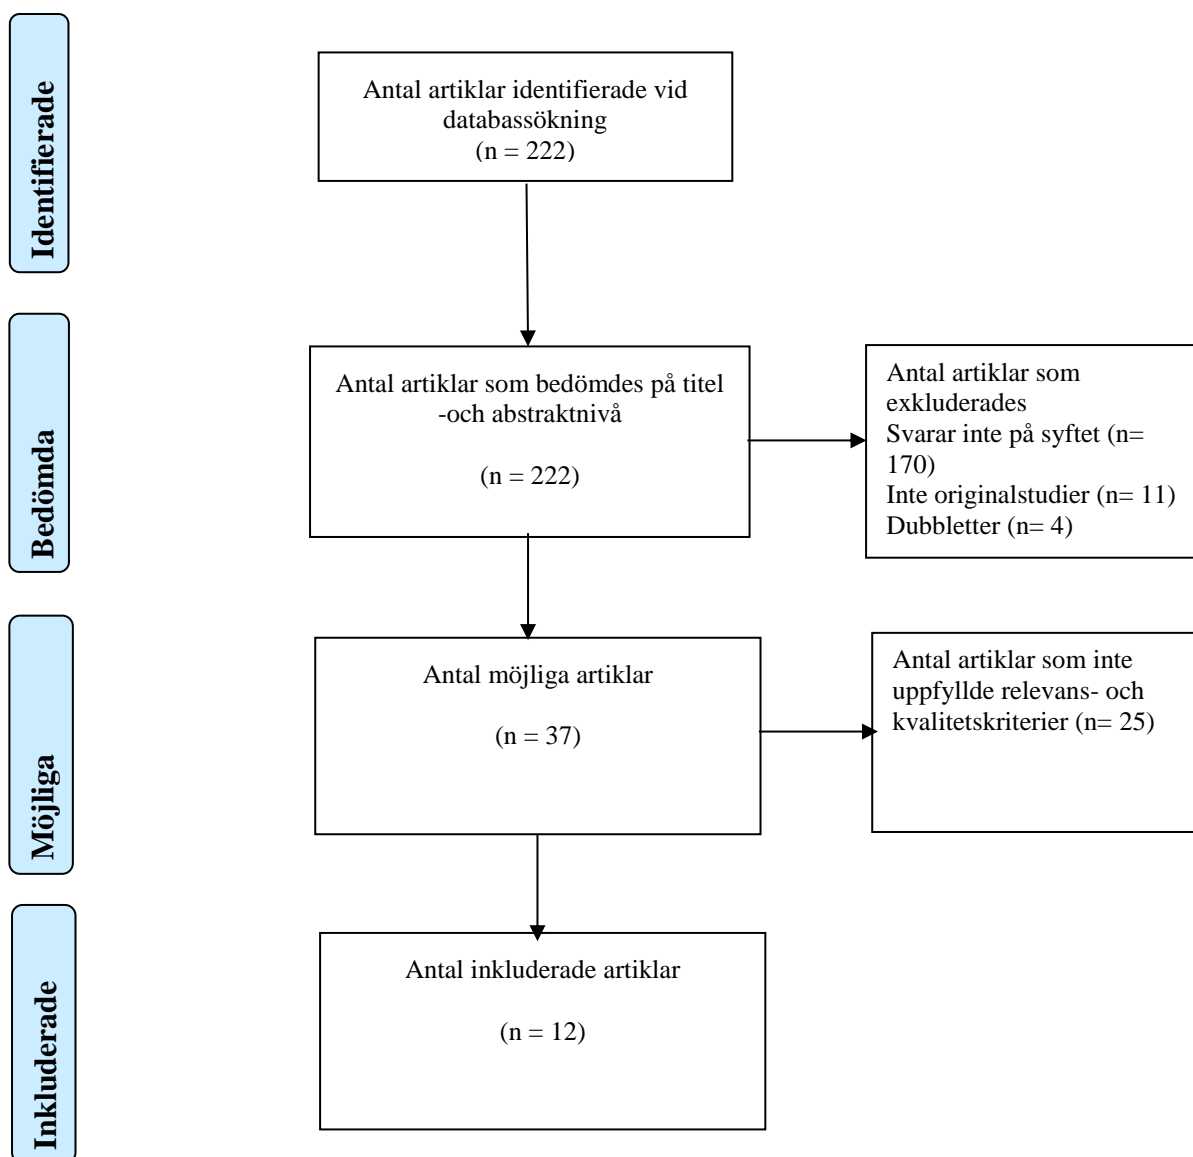 Identifierade
Antal artiklar identifierade vid
databassökning
(n = 222)
Bedömda
Antal artiklar som bedömdes på titel
-och abstraktnivå
(n = 222)
Antal artiklar som
exkluderades
Svarar inte på syftet (n=
170)
Inte originalstudier (n= 11)
Dubbletter (n= 4)
Möjliga
Antal möjliga artiklar
(n = 37)
Antal artiklar som inte
uppfyllde relevans- och
kvalitetskriterier (n= 25)
Inkluderade
Antal inkluderade artiklar
(n = 12)